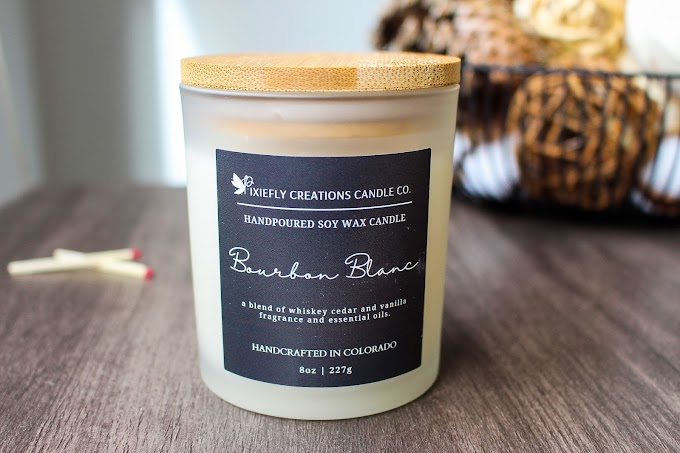 PIXIEFLY CREATIONS CANDLE CO.
HANDPOURED SOY WAX CANDLE
Bourbon Blanc
a blend of whiskey cedar and vanilla
fragrance and essential oils.
HANDCRAFTED IN COLORADO
8oz | 227g